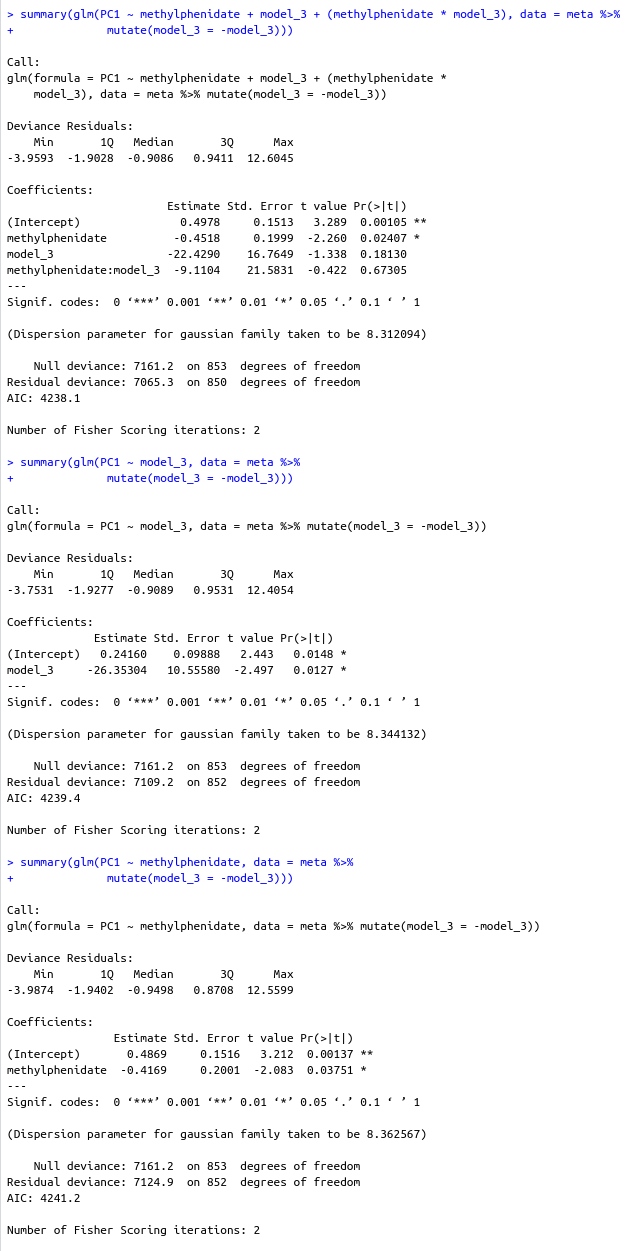 > summary(glm(PC1 ~ methylphenidate + model_3 + (methylphenidate * model_3), data = meta %>%
+               mutate(model_3 = -model_3)))

Call:
glm(formula = PC1 ~ methylphenidate + model_3 + (methylphenidate *
    model_3), data = meta %>% mutate(model_3 = -model_3))

Deviance Residuals:
    Min       1Q   Median       3Q      Max
-3.9593  -1.9028  -0.9086   0.9411  12.6045

Coefficients:
                        Estimate Std. Error t value Pr(>|t|)
(Intercept)               0.4978     0.1513   3.289  0.00105 **
methylphenidate          -0.4518     0.1999  -2.260  0.02407 *
model_3                 -22.4290    16.7649  -1.338  0.18130
methylphenidate:model_3  -9.1104    21.5831  -0.422  0.67305
---
Signif. codes:  0 ‘***’ 0.001 ‘**’ 0.01 ‘*’ 0.05 ‘.’ 0.1 ‘ ’ 1

(Dispersion parameter for gaussian family taken to be 8.312094)

    Null deviance: 7161.2  on 853  degrees of freedom
Residual deviance: 7065.3  on 850  degrees of freedom
AIC: 4238.1

Number of Fisher Scoring iterations: 2

> summary(glm(PC1 ~ model_3, data = meta %>%
+               mutate(model_3 = -model_3)))

Call:
glm(formula = PC1 ~ model_3, data = meta %>% mutate(model_3 = -model_3))

Deviance Residuals:
    Min       1Q   Median       3Q      Max
-3.7531  -1.9277  -0.9089   0.9531  12.4054

Coefficients:
             Estimate Std. Error t value Pr(>|t|)
(Intercept)   0.24160    0.09888   2.443   0.0148 *
model_3     -26.35304   10.55580  -2.497   0.0127 *
---
Signif. codes:  0 ‘***’ 0.001 ‘**’ 0.01 ‘*’ 0.05 ‘.’ 0.1 ‘ ’ 1

(Dispersion parameter for gaussian family taken to be 8.344132)

    Null deviance: 7161.2  on 853  degrees of freedom
Residual deviance: 7109.2  on 852  degrees of freedom
AIC: 4239.4

Number of Fisher Scoring iterations: 2

> summary(glm(PC1 ~ methylphenidate, data = meta %>%
+               mutate(model_3 = -model_3)))

Call:
glm(formula = PC1 ~ methylphenidate, data = meta %>% mutate(model_3 = -model_3))

Deviance Residuals:
    Min       1Q   Median       3Q      Max
-3.9874  -1.9402  -0.9498   0.8708  12.5599

Coefficients:
                Estimate Std. Error t value Pr(>|t|)
(Intercept)       0.4869     0.1516   3.212  0.00137 **
methylphenidate  -0.4169     0.2001  -2.083  0.03751 *
---
Signif. codes:  0 ‘***’ 0.001 ‘**’ 0.01 ‘*’ 0.05 ‘.’ 0.1 ‘ ’ 1

(Dispersion parameter for gaussian family taken to be 8.362567)

    Null deviance: 7161.2  on 853  degrees of freedom
Residual deviance: 7124.9  on 852  degrees of freedom
AIC: 4241.2

Number of Fisher Scoring iterations: 2